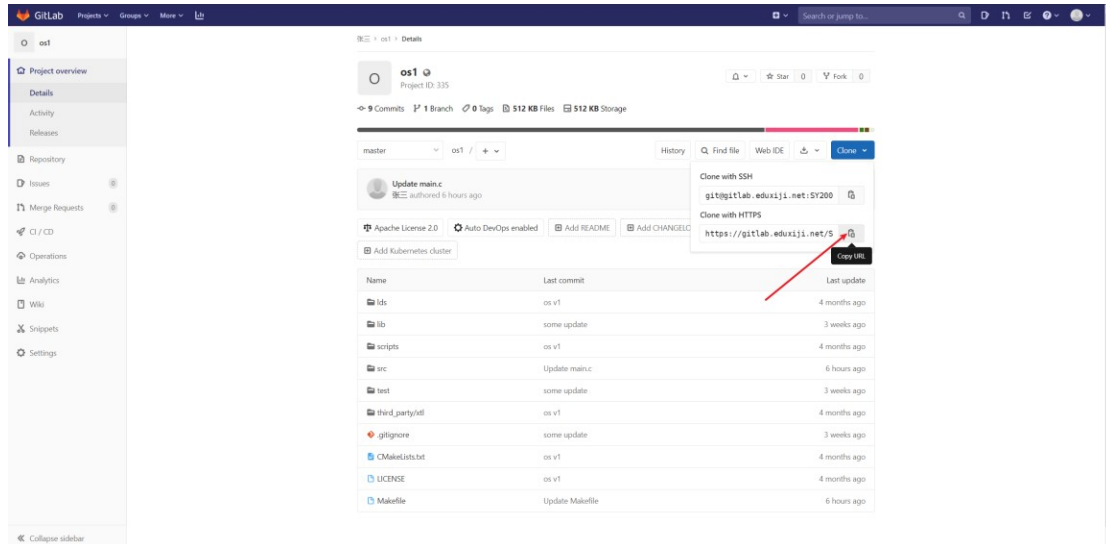 GitLab Projects Groups More Search or jump to...
O os1
Project overview
Details
Activity
Releases
Repository
Issues 0
Merge Requests 0
CI / CD
Operations
Analytics
Wiki
Snippets
Settings
Collapse sidebar
张三 > os1 > Details
O os1
Project ID: 335
Star 0 Fork 0
9 Commits 1 Branch 0 Tags 512 KB Files 512 KB Storage
master os1 / + History Find file Web IDE Clone
Clone with SSH
git@gitlab.eduxiji.net:SY200
Clone with HTTPS
https://gitlab.eduxiji.net/S
Copy URL
Update main.c
张三 authored 6 hours ago
Apache License 2.0 Auto DevOps enabled Add README Add CHANGELO
Add Kubernetes cluster
Name Last commit Last update
lds os v1 4 months ago
lib some update 3 weeks ago
scripts os v1 4 months ago
src Update main.c 6 hours ago
test some update 3 weeks ago
third_party/xtl os v1 4 months ago
.gitignore some update 3 weeks ago
CMakeLists.txt os v1 4 months ago
LICENSE os v1 4 months ago
Makefile Update Makefile 6 hours ago